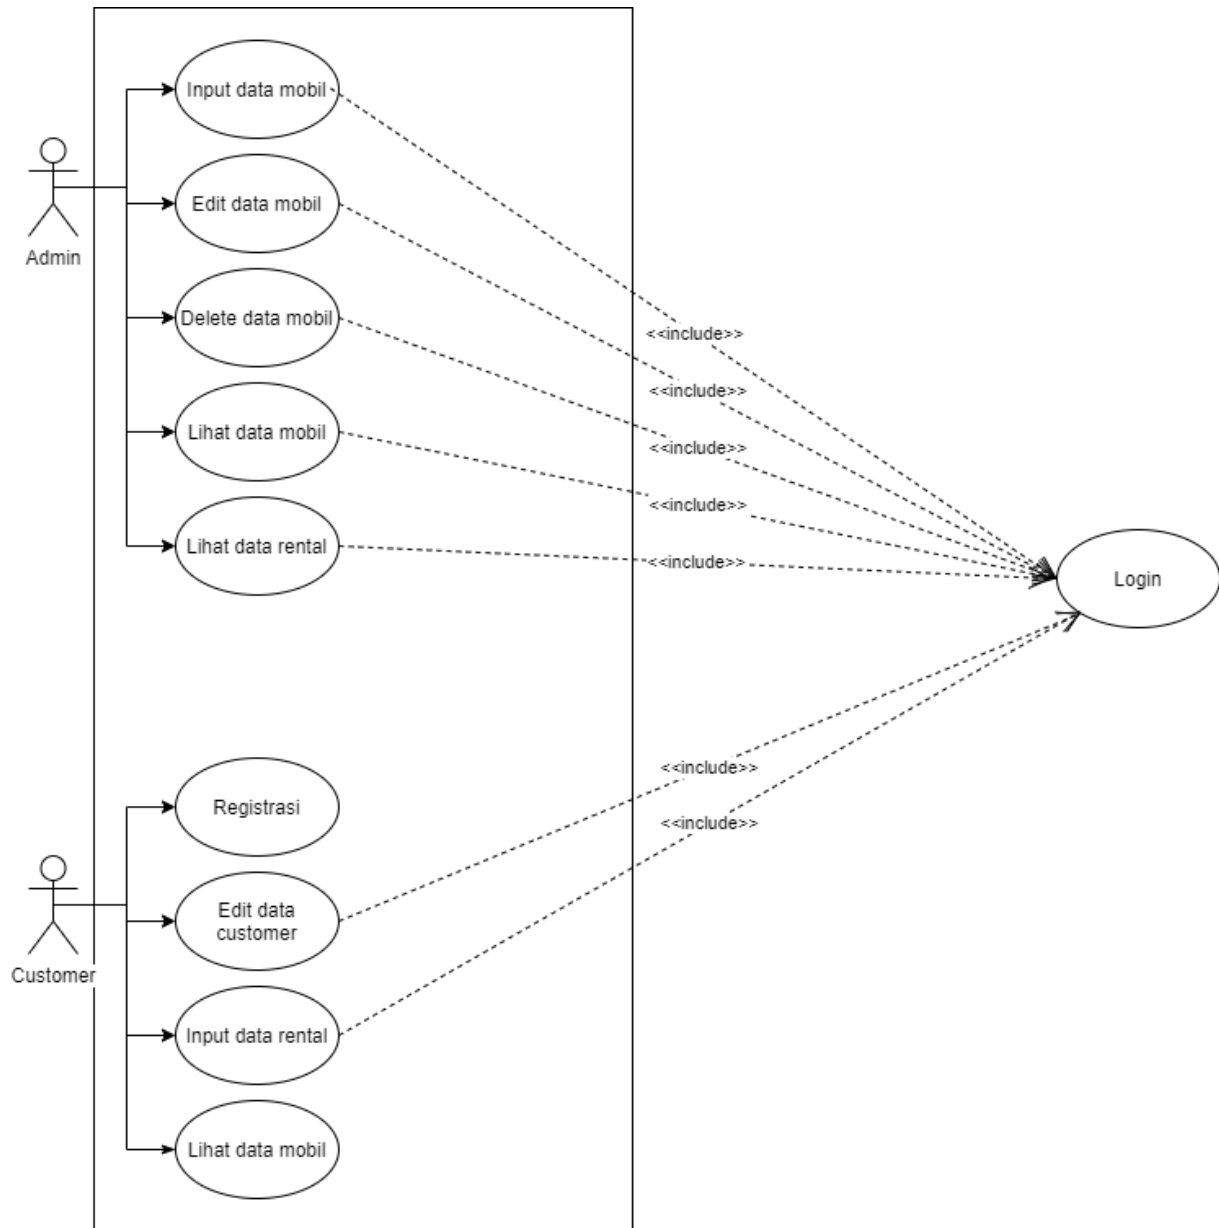 Input data mobil
Edit data mobil
Admin
Delete data mobil
<<include>>
<<include>>
Lihat data mobil
<<include>>
<<include>>
Lihat data rental
<<include>>
Login
<<include>>
Registrasi
<<include>>
Edit data
customer
Customer
Input data rental
Lihat data mobil